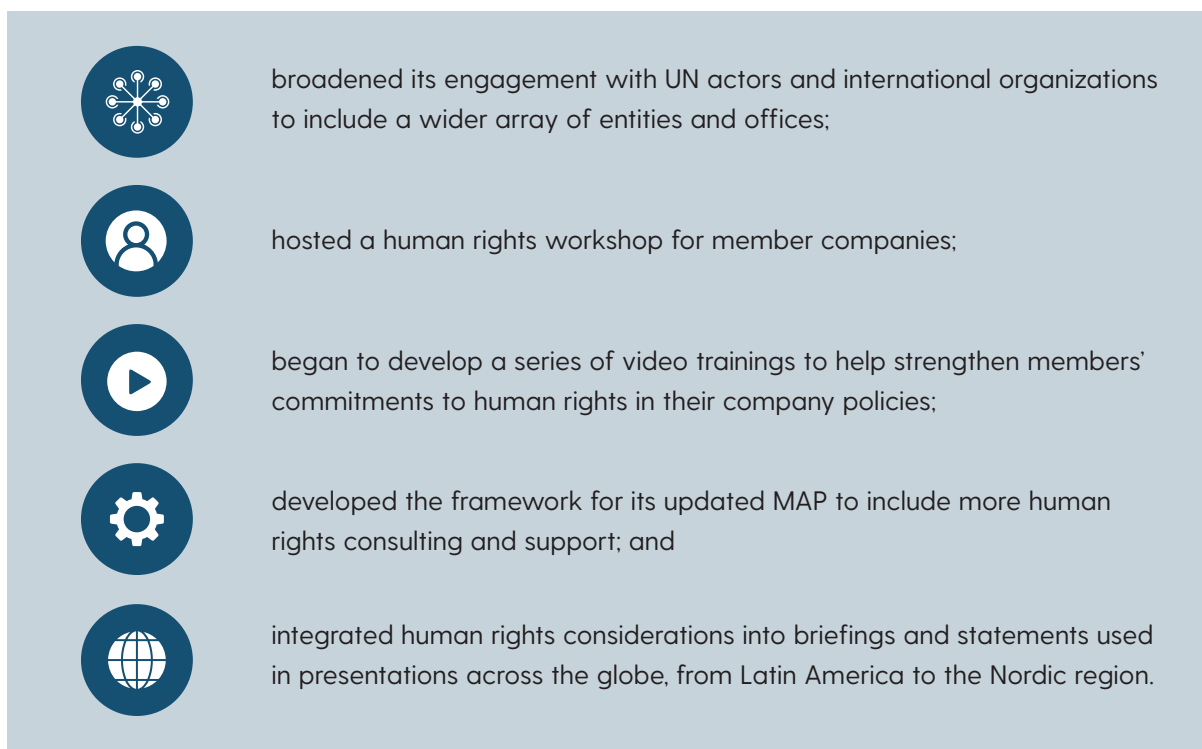 broadened its engagement with UN actors and international organizations
to include a wider array of entities and offices;
hosted a human rights workshop for member companies;
began to develop a series of video trainings to help strengthen members’
commitments to human rights in their company policies;
developed the framework for its updated MAP to include more human
rights consulting and support; and
integrated human rights considerations into briefings and statements used
in presentations across the globe, from Latin America to the Nordic region.